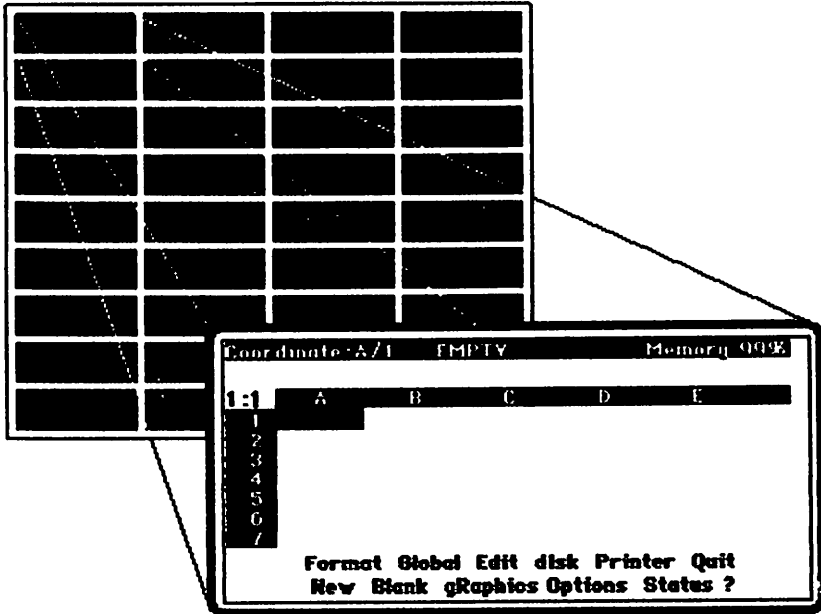 Coordinate:A/1 EMPTY Memory 99%
1:1 A B C D E
1
2
3
4
5
6
7
Format Global Edit disk Printer Quit
New Blank gRaphics Options Status ?